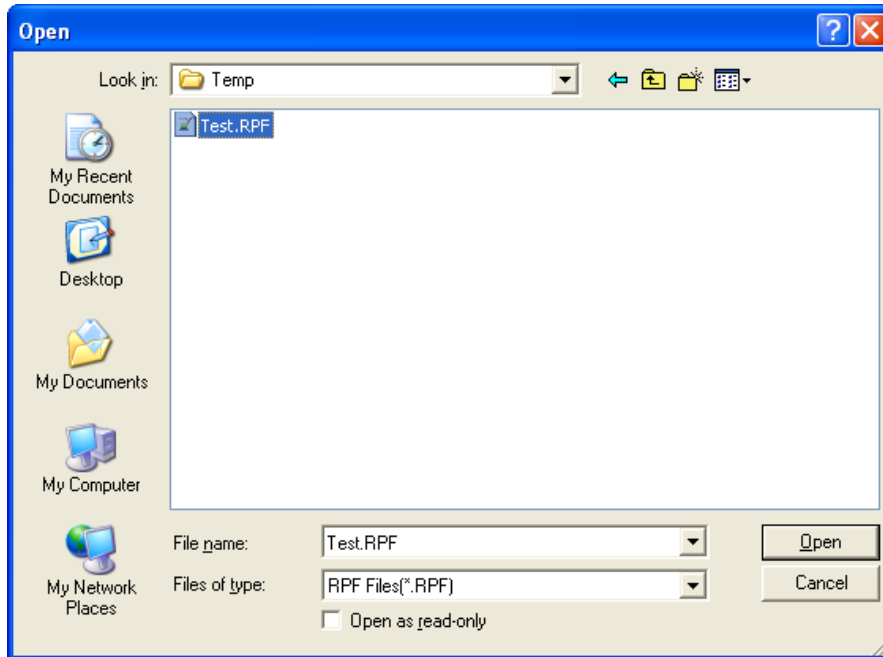 Open
Look in: Temp
Test.RPF
My Recent
Documents
Desktop
My Documents
My Computer
My Network
Places
File name: Test.RPF
Open
Files of type: RPF Files(*.RPF)
Cancel
Open as read-only